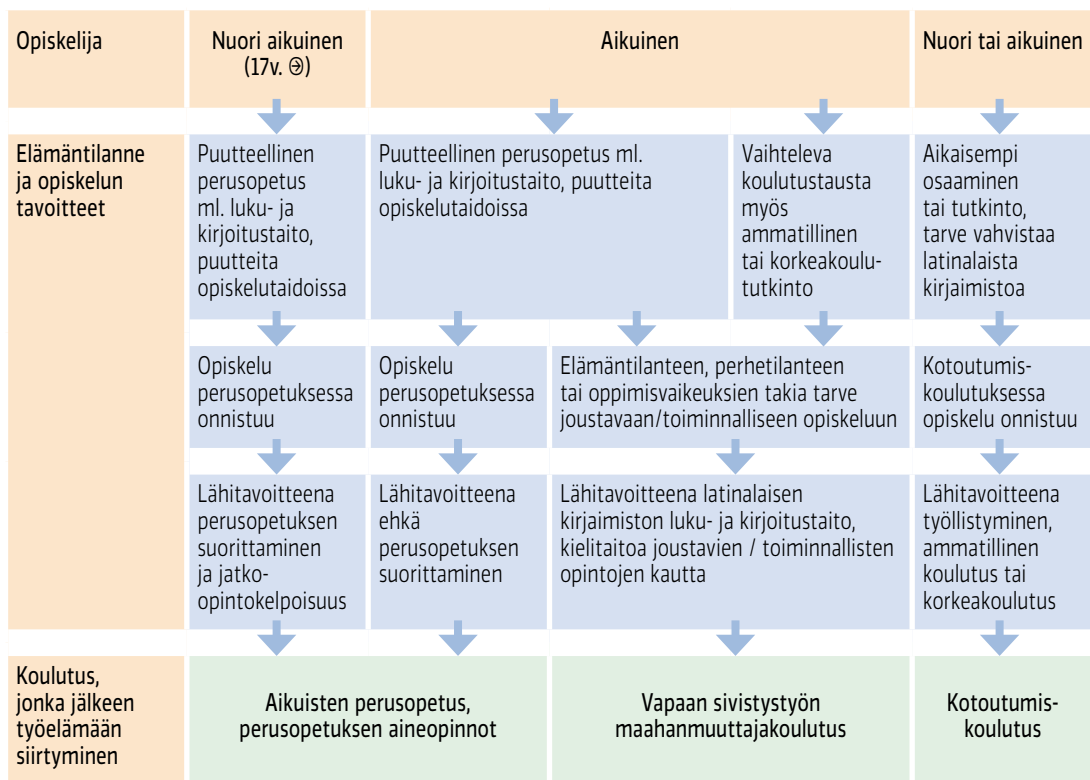 Opiskelija
Nuori aikuinen
(17v. →)
Aikuinen
Nuori tai aikuinen
Elämäntilanne
ja opiskelun
tavoitteet
Puutteellinen
perusopetus
ml. luku- ja
kirjoitustaito,
puutteita
opiskelutaidoissa
Puutteellinen perusopetus ml.
luku- ja kirjoitustaito, puutteita
opiskelutaidoissa
Vaihteleva
koulutustausta
myös
ammatillinen
tai korkeakoulu-
tutkinto
Aikaisempi
osaaminen
tai tutkinto,
tarve vahvistaa
latinalaista
kirjaimistoa
Opiskelu
perusopetuksessa
onnistuu
Opiskelu
perusopetuksessa
onnistuu
Elämäntilanteen, perhetilanteen
tai oppimisvaikeuksien takia tarve
joustavaan/toiminnalliseen opiskeluun
Kotoutumis-
koulutuksessa
opiskelu onnistuu
Lähitavoitteena
perusopetuksen
suorittaminen
ja jatko-
opintokelpoisuus
Lähitavoitteena
ehkä
perusopetuksen
suorittaminen
Lähitavoitteena latinalaisen
kirjaimiston luku- ja kirjoitustaito,
kielitaitoa joustavien / toiminnallisten
opintojen kautta
Lähitavoitteena
työllistyminen,
ammatillinen
koulutus tai
korkeakoulutus
Koulutus,
jonka jälkeen
työelämään
siirtyminen
Aikuisten perusopetus,
perusopetuksen aineopinnot
Vapaan sivistystyön
maahanmuuttajakoulutus
Kotoutumis-
koulutus